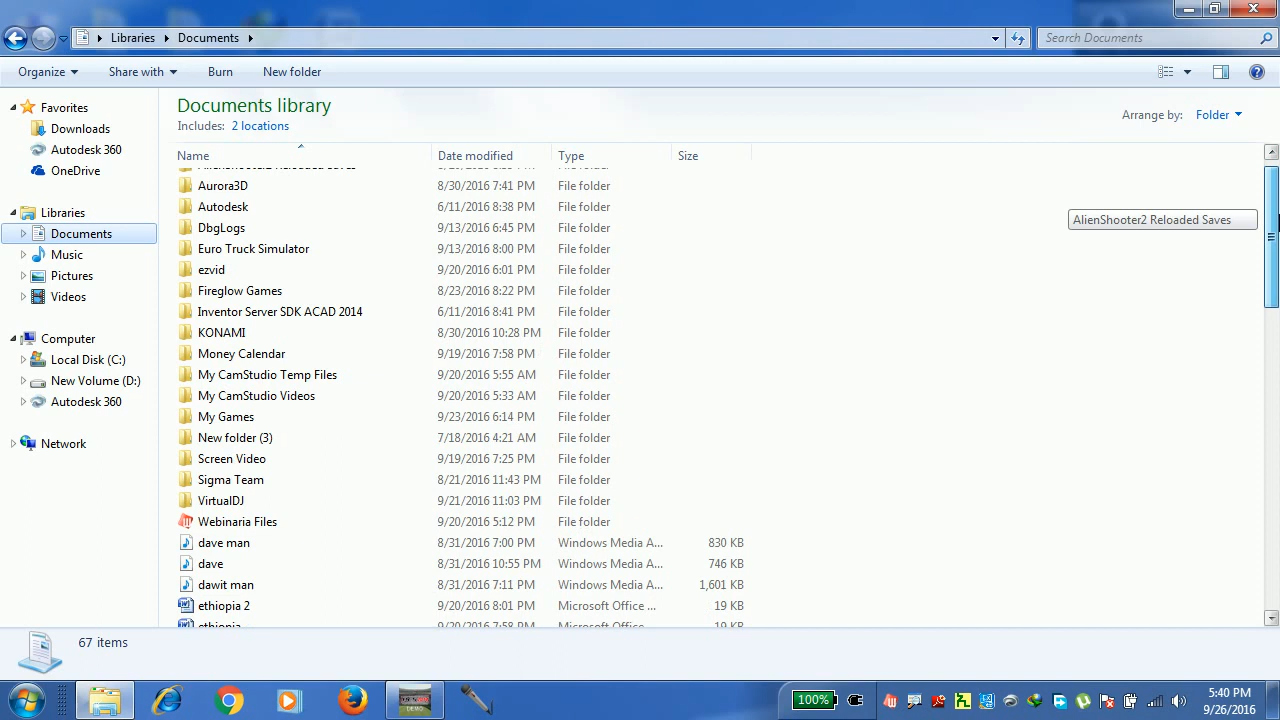 Libraries Documents
Search Documents
Organize Share with Burn New folder
Documents library
Includes: 2 locations
Arrange by: Folder
Name Date modified Type Size
Favorites
Downloads
Autodesk 360
OneDrive
Libraries
Documents
Music
Pictures
Videos
Computer
Local Disk (C:)
New Volume (D:)
Autodesk 360
Network
Aurora3D 8/30/2016 7:41 PM File folder
Autodesk 6/11/2016 8:38 PM File folder
DbgLogs 9/13/2016 6:45 PM File folder
Euro Truck Simulator 9/13/2016 8:00 PM File folder
ezvid 9/20/2016 6:01 PM File folder
Fireglow Games 8/23/2016 8:22 PM File folder
Inventor Server SDK ACAD 2014 6/11/2016 8:41 PM File folder
KONAMI 8/30/2016 10:28 PM File folder
Money Calendar 9/19/2016 7:58 PM File folder
My CamStudio Temp Files 9/20/2016 5:55 AM File folder
My CamStudio Videos 9/20/2016 5:33 AM File folder
My Games 9/23/2016 6:14 PM File folder
New folder (3) 7/18/2016 4:21 AM File folder
Screen Video 9/19/2016 7:25 PM File folder
Sigma Team 8/21/2016 11:43 PM File folder
VirtualDJ 9/21/2016 11:03 PM File folder
Webinaria Files 9/20/2016 5:12 PM File folder
dave man 8/31/2016 7:00 PM Windows Media A... 830 KB
dave 8/31/2016 10:55 PM Windows Media A... 746 KB
dawit man 8/31/2016 7:11 PM Windows Media A... 1,601 KB
ethiopia 2 9/20/2016 8:01 PM Microsoft Office ... 19 KB
ethiopia 9/20/2016 7:58 PM Microsoft Office 19 KB
AlienShooter2 Reloaded Saves
67 items
DEMO
100%
5:40 PM
9/26/2016